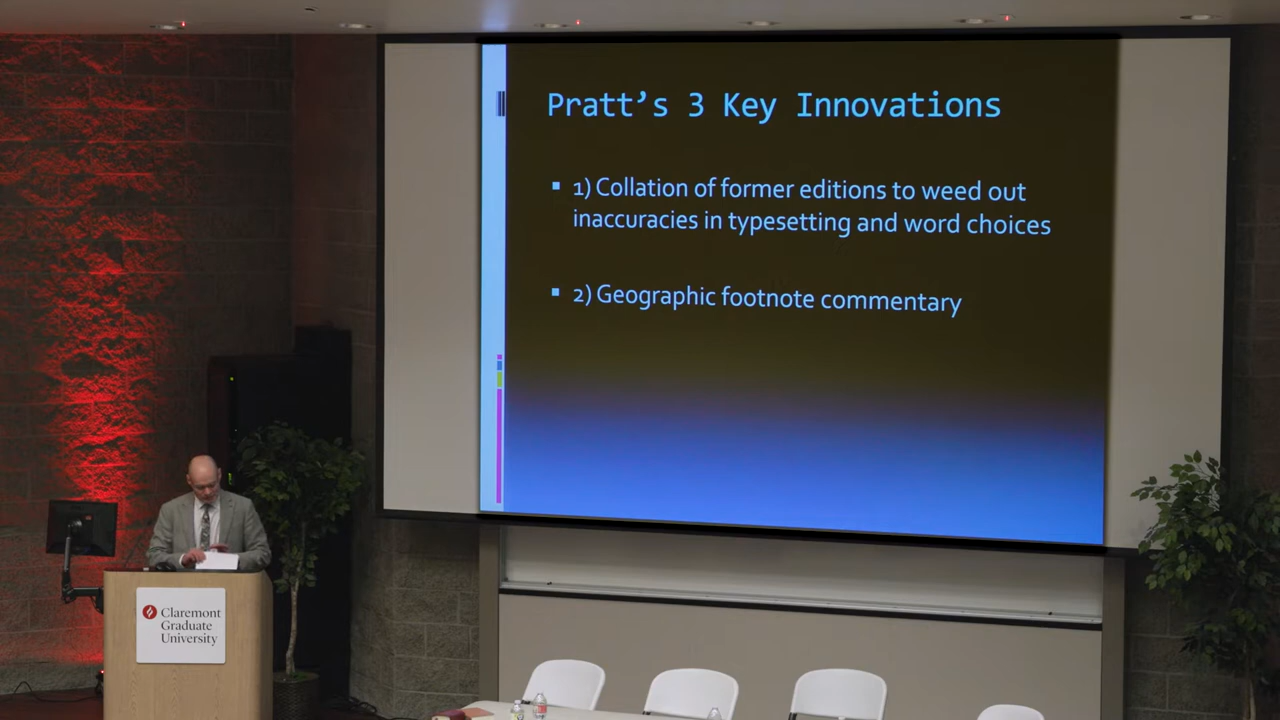 Pratt's 3 Key Innovations
1) Collation of former editions to weed out
inaccuracies in typesetting and word choices
2) Geographic footnote commentary
Claremont
Graduate
University